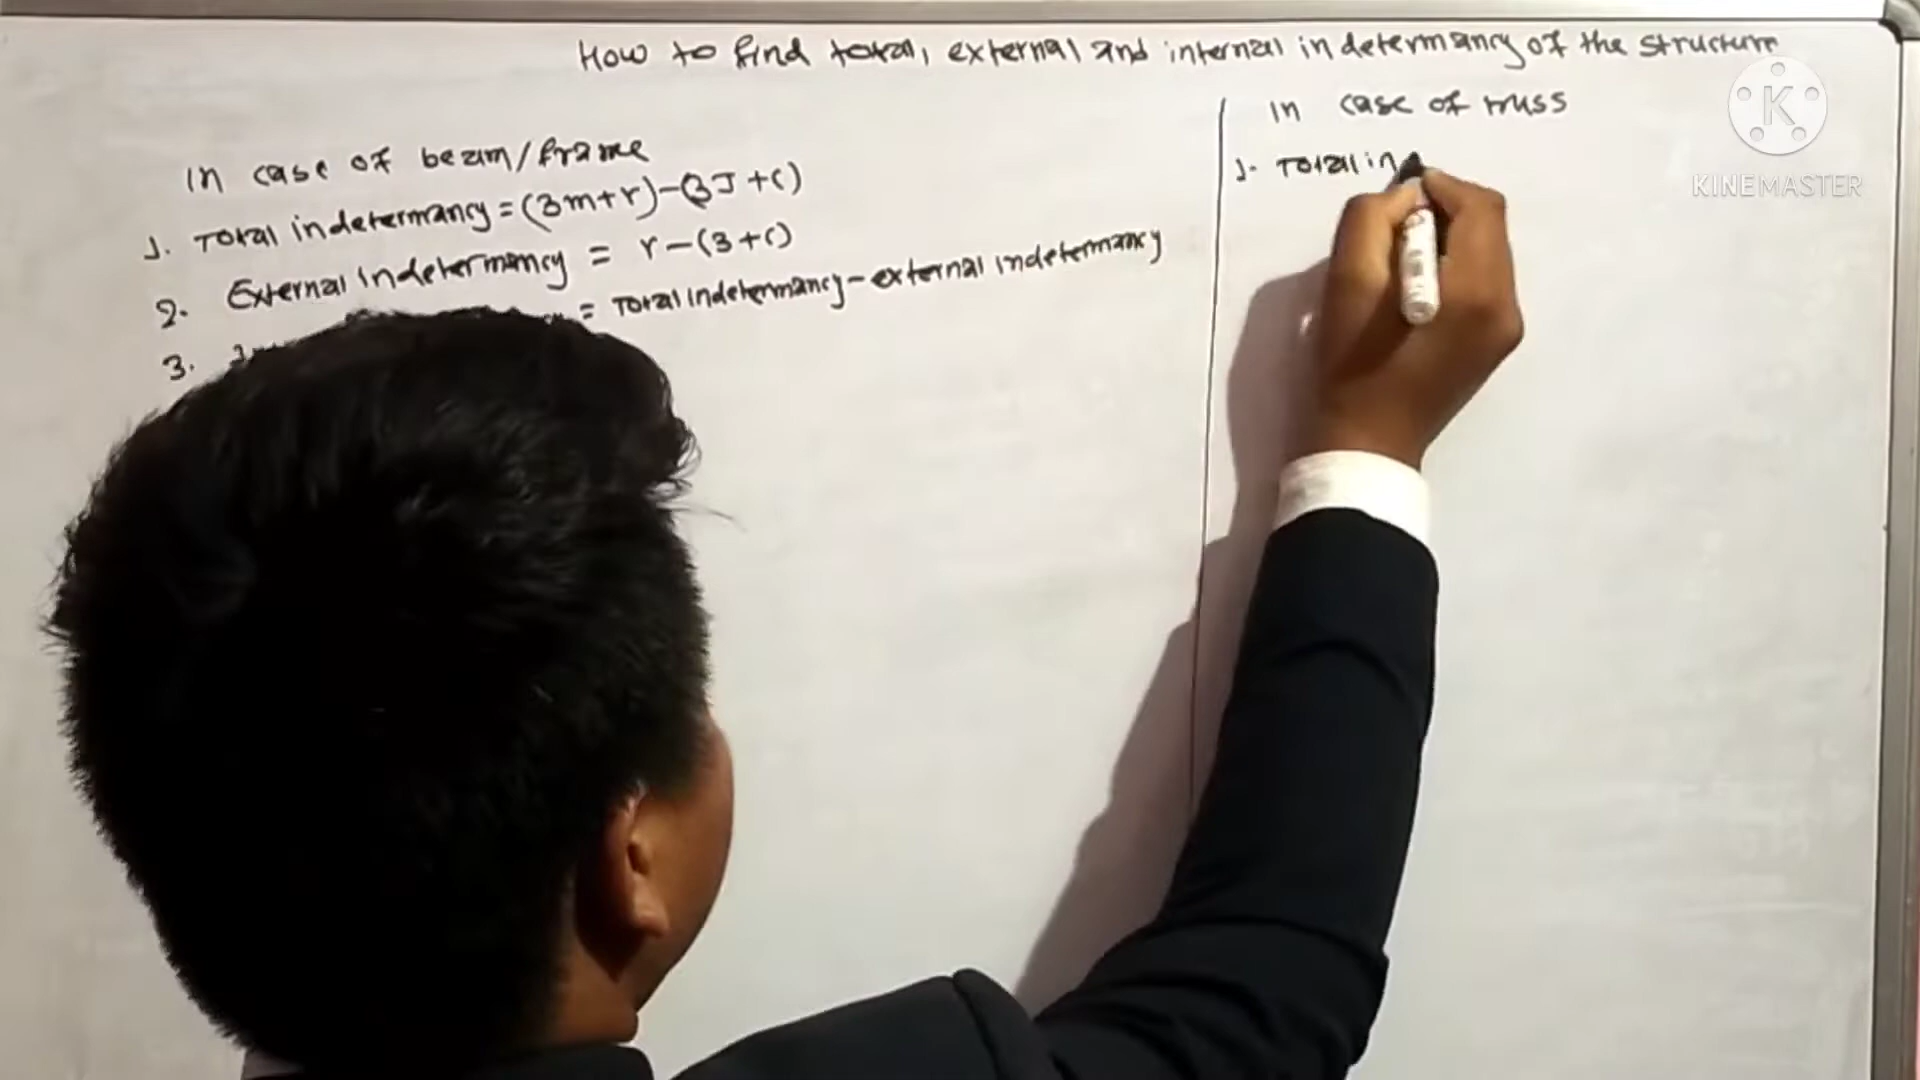 How to find total, external and internal indetermancy of the structure
In case of beam/frame
1. Total indetermancy = (3m+r)-(3J+c)
2. External indetermancy = r-(3+c)
3. = Total indetermancy - external indetermancy
In case of truss
1. Total in
K
KINEMASTER